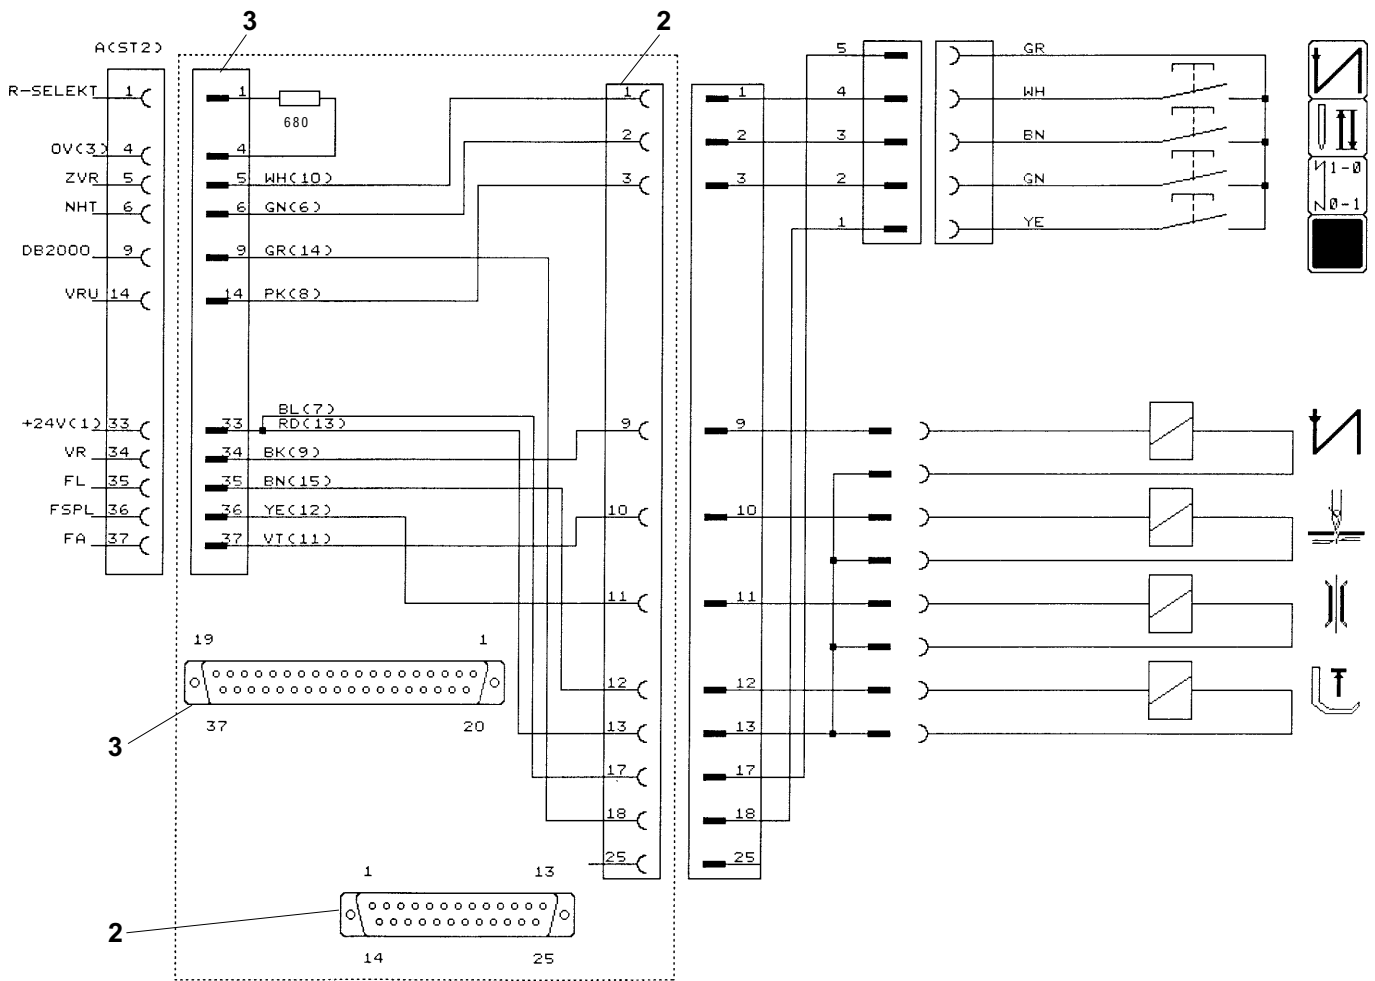 3
2
A(ST2)
R-SELEKT 1
0V(3) 4
ZVR 5
NHT 6
DB2000 9
VRU 14
+24V(1) 33
VR 34
FL 35
FSPL 36
FA 37
1
680
4
5 WH(10)
6 GN(6)
9 GR(14)
14 PK(8)
BL(7)
33 RD(13)
34 BK(9)
35 BN(15)
36 YE(12)
37 VT(11)
1
2
3
9
10
11
12
13
17
18
25
1
2
3
9
10
11
12
13
17
18
25
5 GR
4 WH
3 BN
2 GN
1 YE
1-0
0-1
19 1
37 20
3
1 13
2
14 25